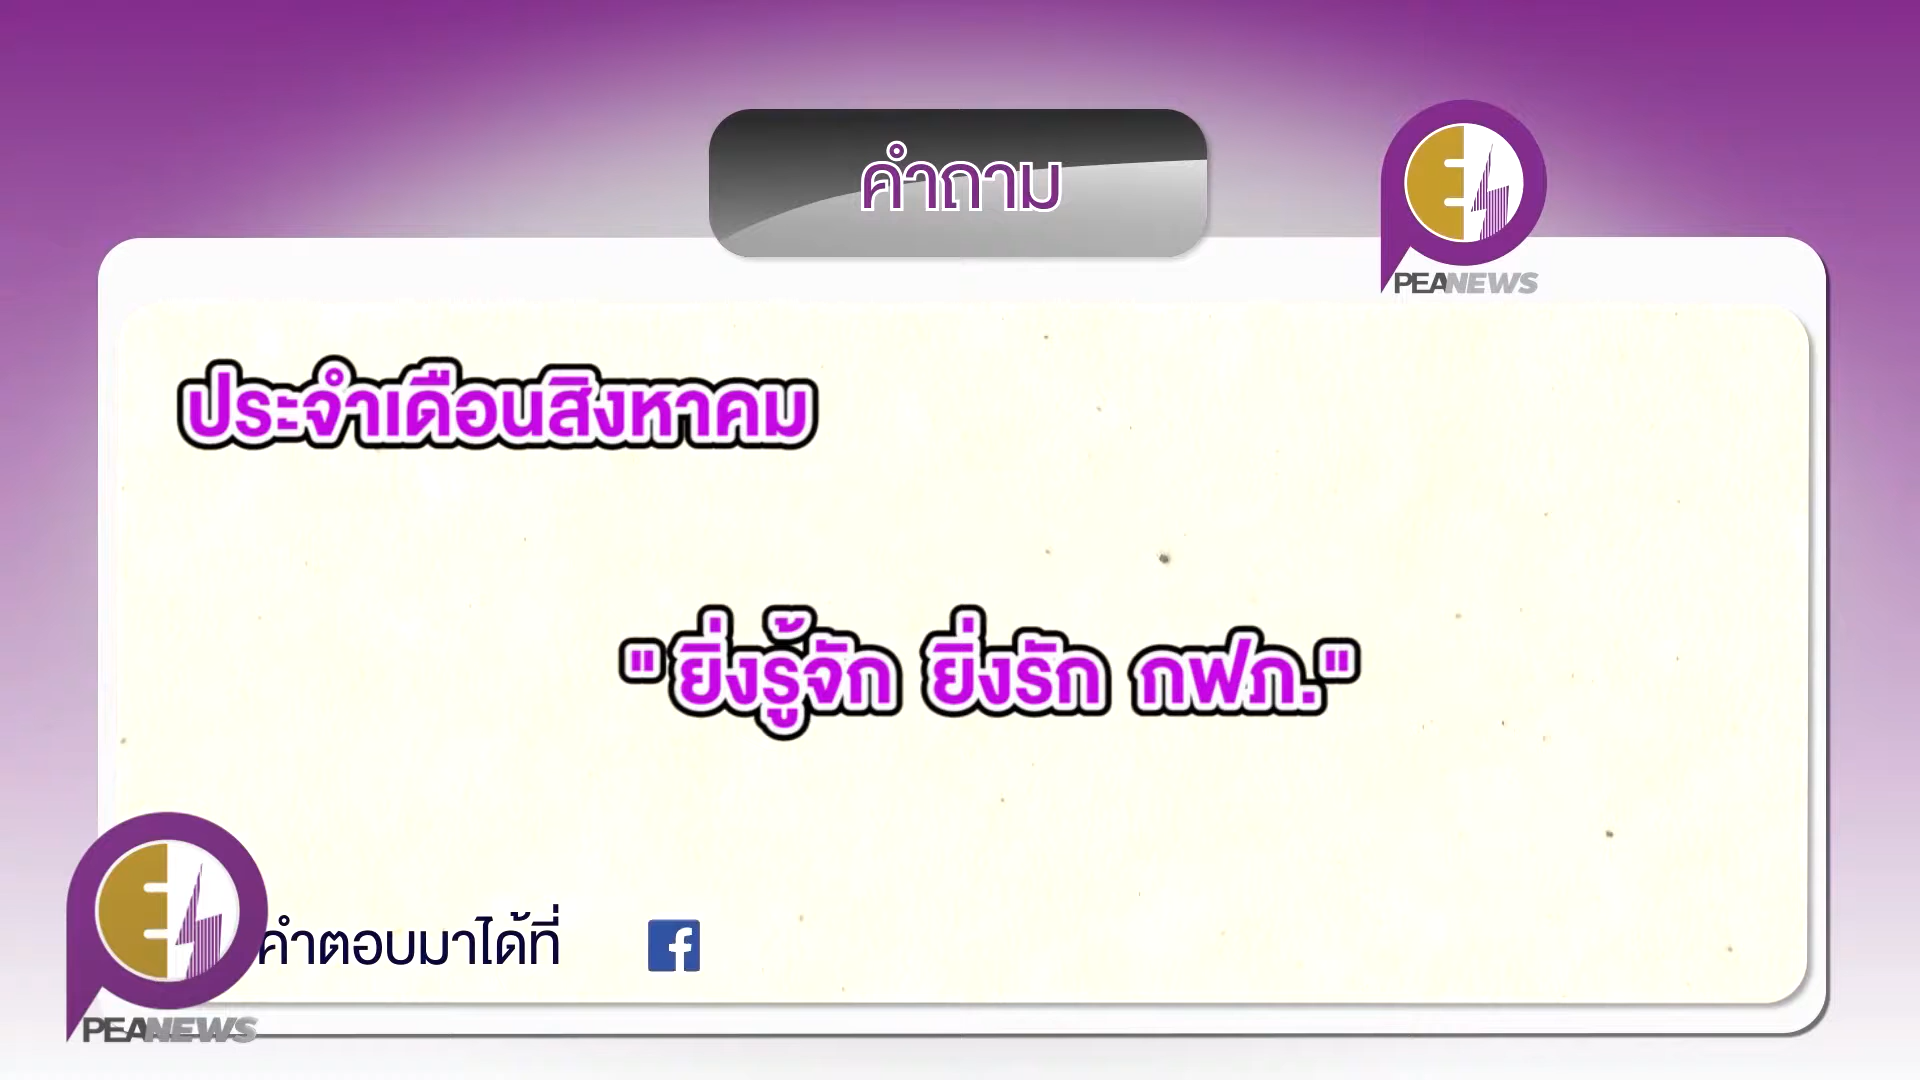 คำถาม
PEANEWS
ประจำเดือนสิงหาคม
" ยิ่งรู้จัก ยิ่งรัก กฟภ."
คำตอบมาได้ที่
PEANEWS